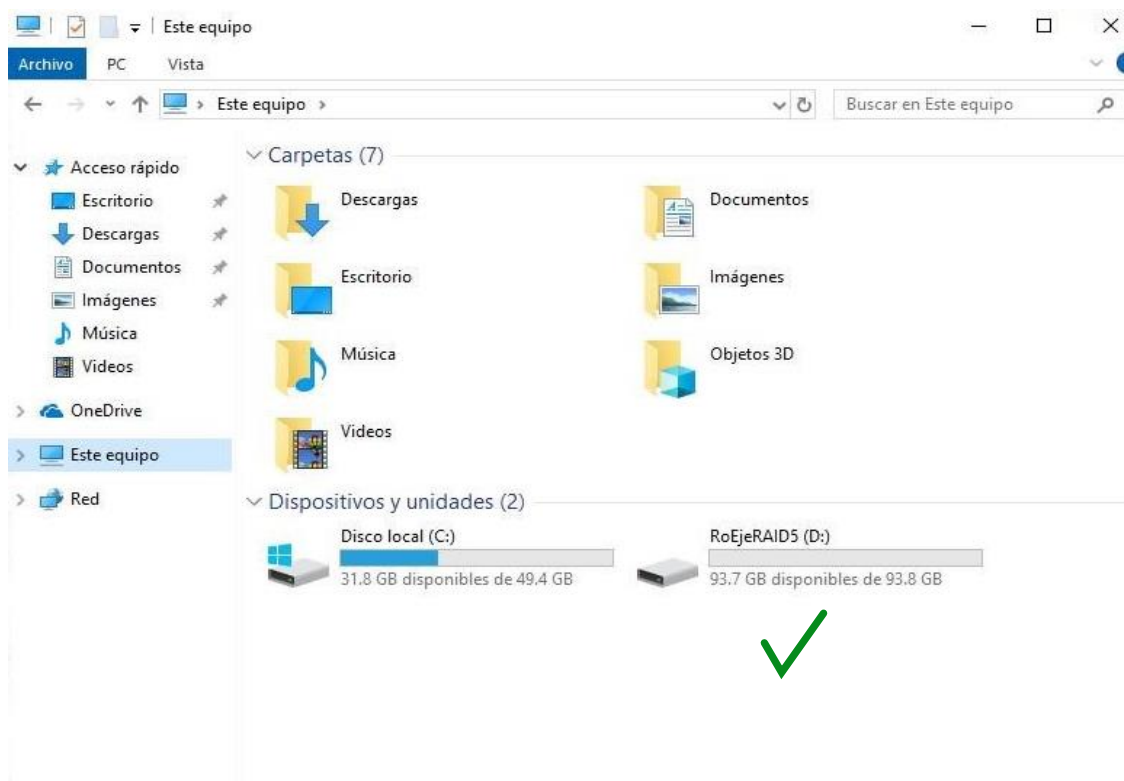 Este equipo
Archivo PC Vista
Este equipo
Buscar en Este equipo
Acceso rápido
Escritorio
Descargas
Documentos
Imágenes
Música
Videos
OneDrive
Este equipo
Red
Carpetas (7)
Descargas
Documentos
Escritorio
Imágenes
Música
Objetos 3D
Videos
Dispositivos y unidades (2)
Disco local (C:)
31.8 GB disponibles de 49.4 GB
RoEjeRAID5 (D:)
93.7 GB disponibles de 93.8 GB